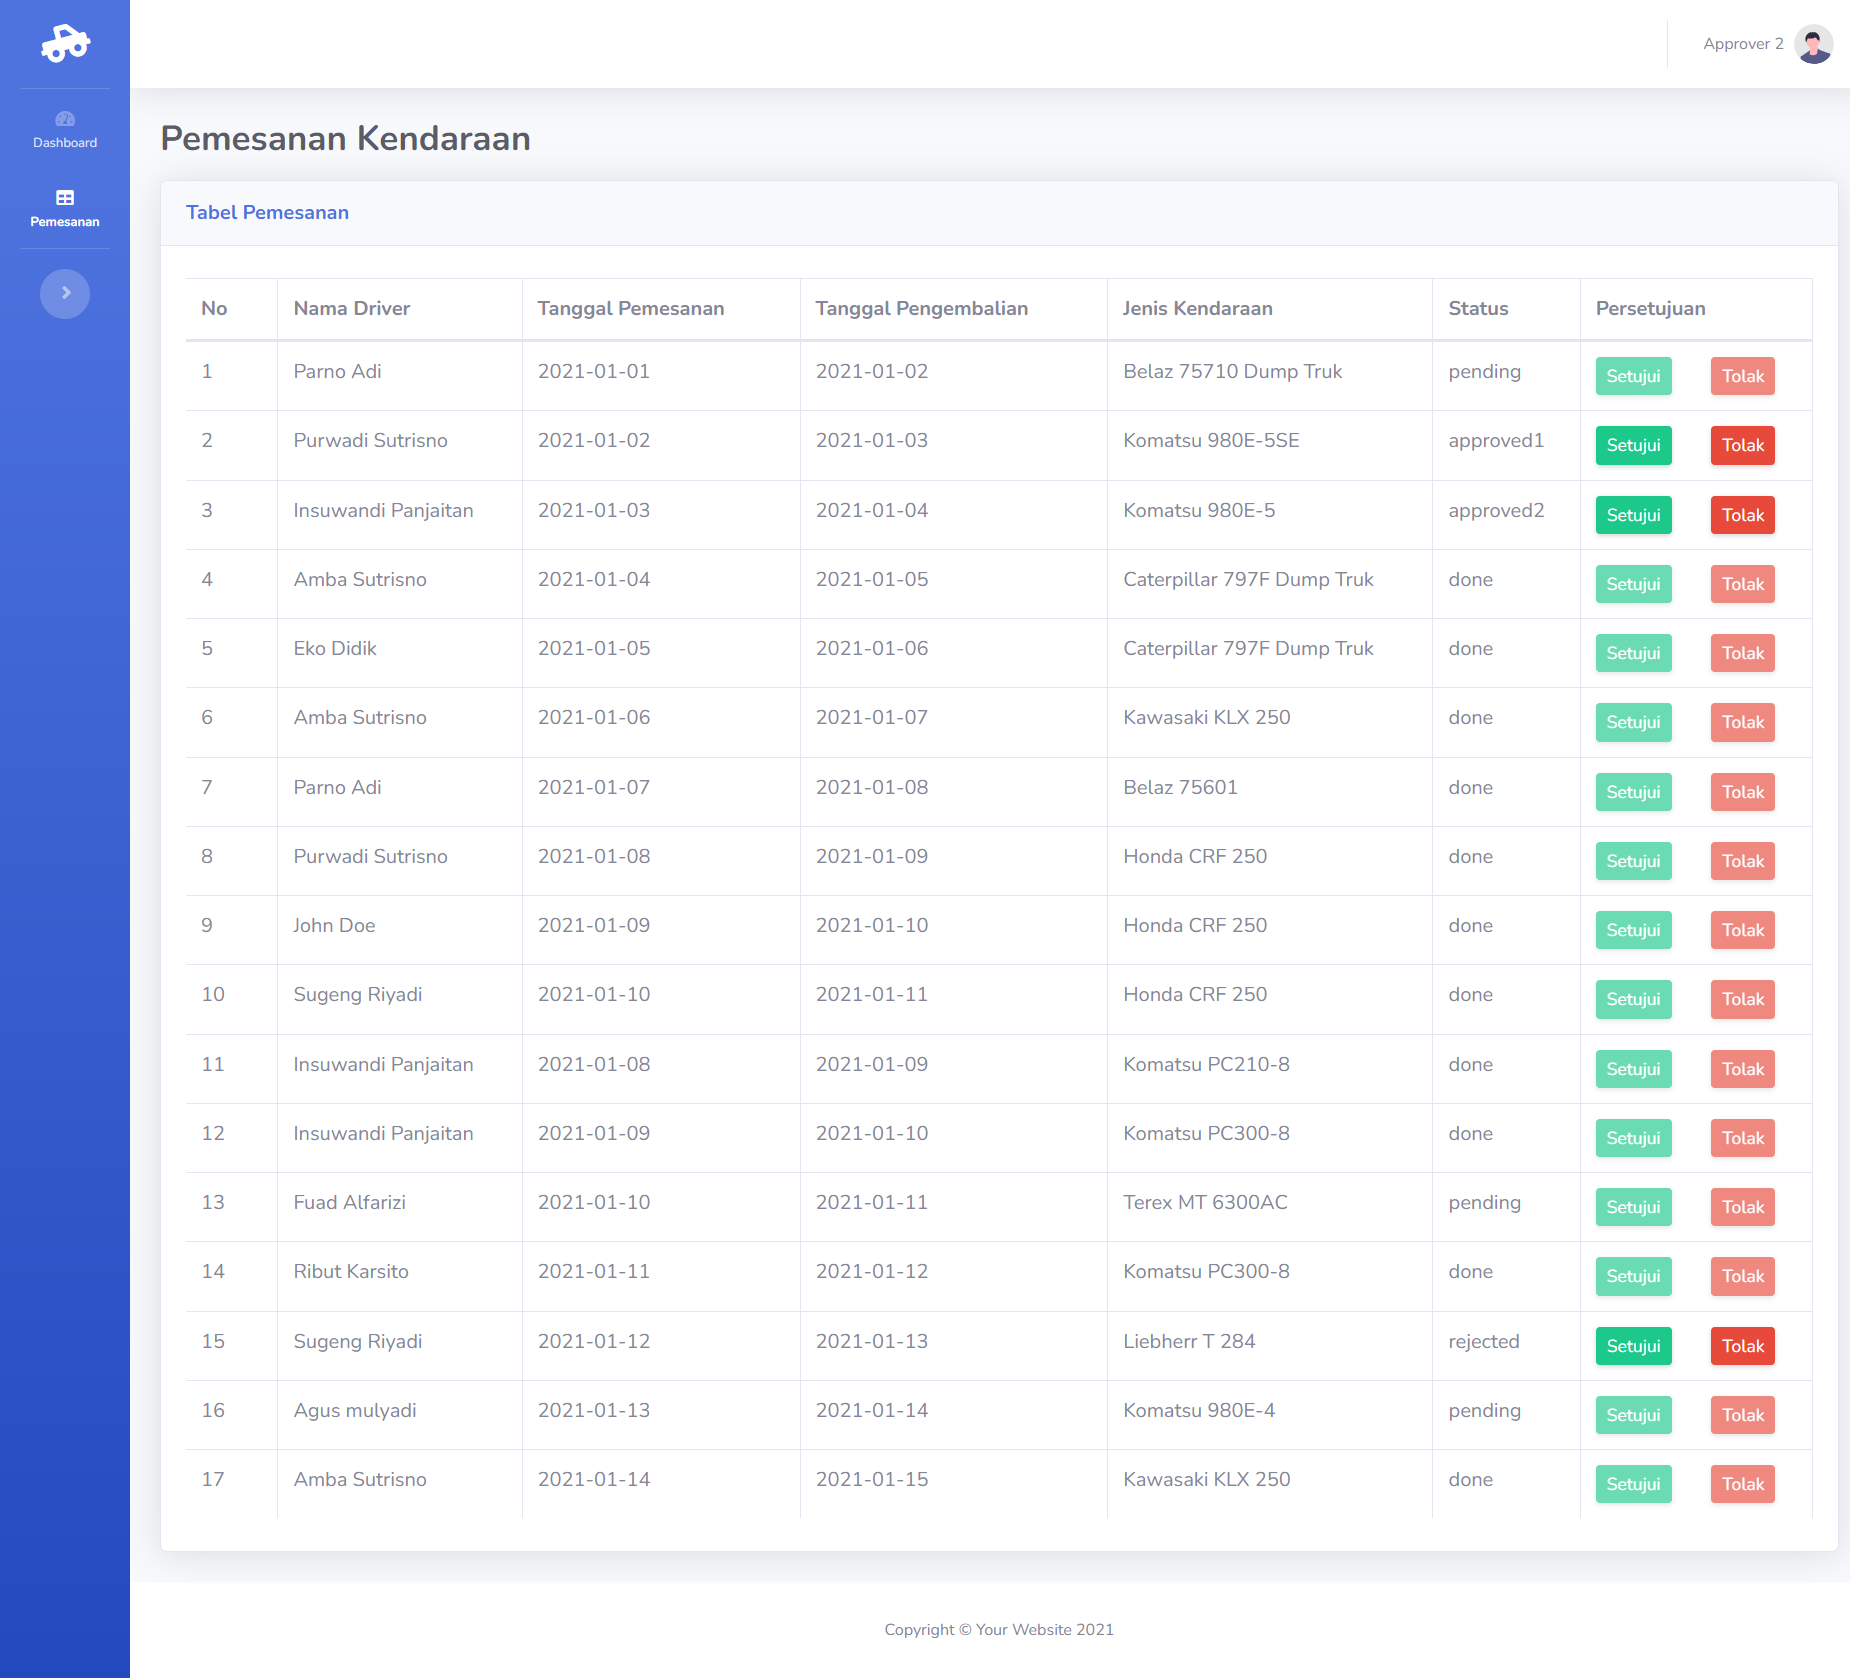 Approver 2
Dashboard
Pemesanan
Pemesanan Kendaraan
Tabel Pemesanan
No Nama Driver Tanggal Pemesanan Tanggal Pengembalian Jenis Kendaraan Status Persetujuan
1 Parno Adi 2021-01-01 2021-01-02 Belaz 75710 Dump Truk pending Setujui Tolak
2 Purwadi Sutrisno 2021-01-02 2021-01-03 Komatsu 980E-5SE approved1 Setujui Tolak
3 Insuwandi Panjaitan 2021-01-03 2021-01-04 Komatsu 980E-5 approved2 Setujui Tolak
4 Amba Sutrisno 2021-01-04 2021-01-05 Caterpillar 797F Dump Truk done Setujui Tolak
5 Eko Didik 2021-01-05 2021-01-06 Caterpillar 797F Dump Truk done Setujui Tolak
6 Amba Sutrisno 2021-01-06 2021-01-07 Kawasaki KLX 250 done Setujui Tolak
7 Parno Adi 2021-01-07 2021-01-08 Belaz 75601 done Setujui Tolak
8 Purwadi Sutrisno 2021-01-08 2021-01-09 Honda CRF 250 done Setujui Tolak
9 John Doe 2021-01-09 2021-01-10 Honda CRF 250 done Setujui Tolak
10 Sugeng Riyadi 2021-01-10 2021-01-11 Honda CRF 250 done Setujui Tolak
11 Insuwandi Panjaitan 2021-01-08 2021-01-09 Komatsu PC210-8 done Setujui Tolak
12 Insuwandi Panjaitan 2021-01-09 2021-01-10 Komatsu PC300-8 done Setujui Tolak
13 Fuad Alfarizi 2021-01-10 2021-01-11 Terex MT 6300AC pending Setujui Tolak
14 Ribut Karsito 2021-01-11 2021-01-12 Komatsu PC300-8 done Setujui Tolak
15 Sugeng Riyadi 2021-01-12 2021-01-13 Liebherr T 284 rejected Setujui Tolak
16 Agus mulyadi 2021-01-13 2021-01-14 Komatsu 980E-4 pending Setujui Tolak
17 Amba Sutrisno 2021-01-14 2021-01-15 Kawasaki KLX 250 done Setujui Tolak
Copyright © Your Website 2021